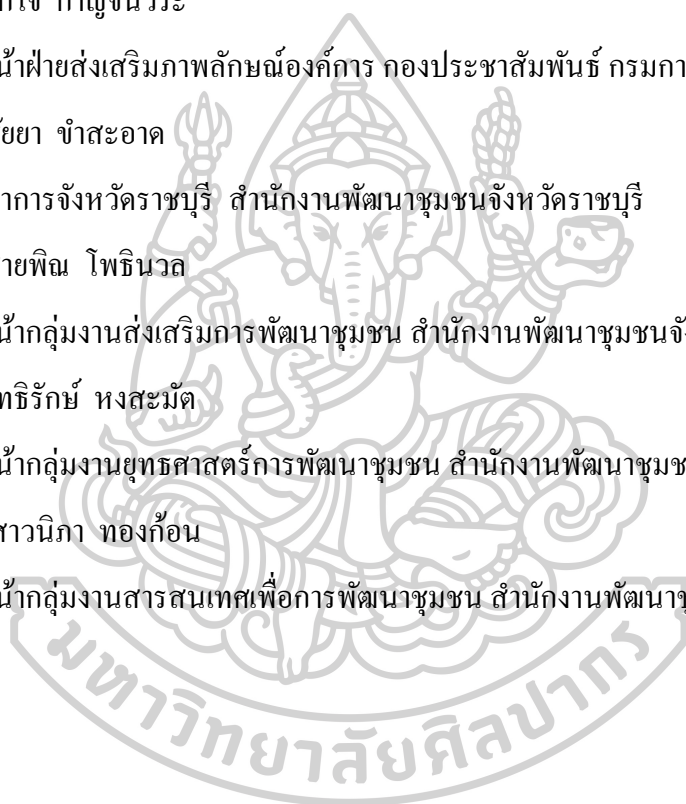 กาญจนวีระ
น้าฝ่ายส่งเสริมภาพลักษณ์องค์การ กองประชาสัมพันธ์ กรมกา
ัยยา ขำสะอาด
าการจังหวัดราชบุรี สำนักงานพัฒนาชุมชนจังหวัดราชบุรี
ายพิณ โพธินวล
น้ากลุ่มงานส่งเสริมการพัฒนาชุมชน สำนักงานพัฒนาชุมชนจัง
ทธิรักษ์ หงสะมัต
น้ากลุ่มงานยุทธศาสตร์การพัฒนาชุมชน สำนักงานพัฒนาชุมช
สาวนิภา ทองก้อน
น้ากลุ่มงานสารสนเทศเพื่อการพัฒนาชุมชน สำนักงานพัฒนาชุ
มหาวิทยาลัยศิลปากร